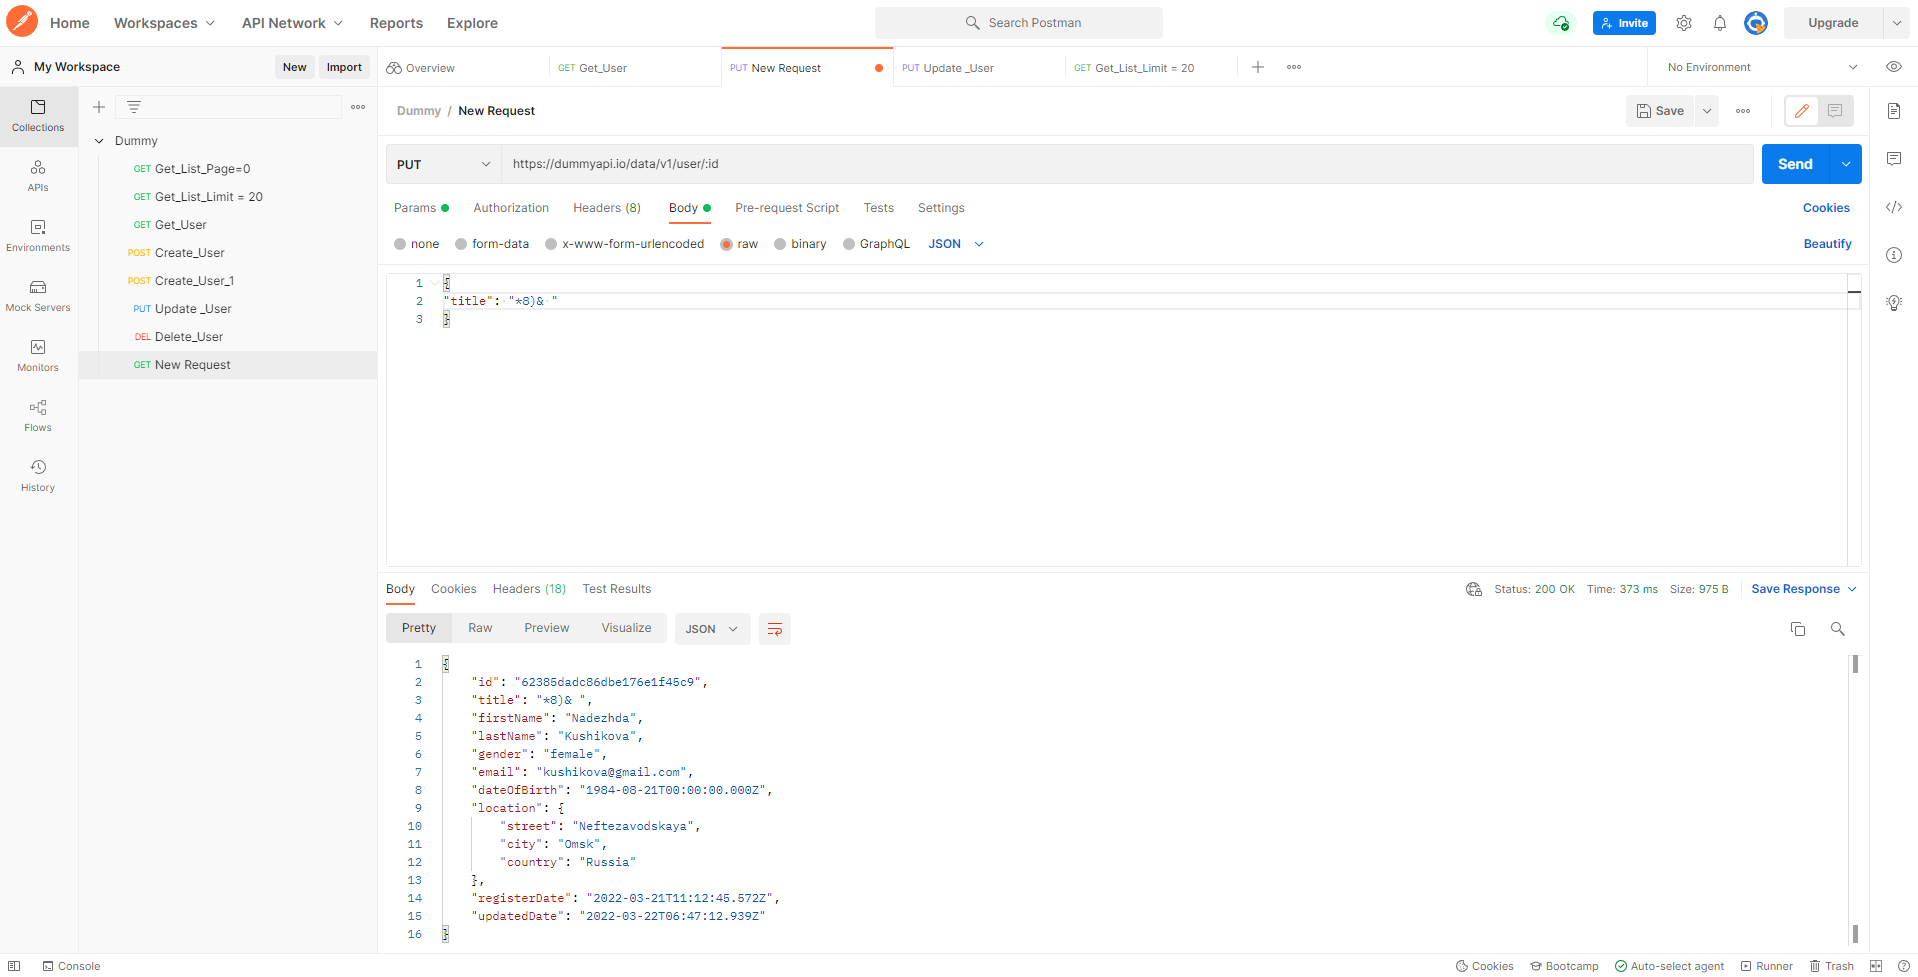 Home Workspaces API Network Reports Explore Search Postman Invite Upgrade
My Workspace New Import Overview GET Get_User PUT New Request PUT Update _User GET Get_List_Limit = 20 No Environment
Collections
APIs
Environments
Mock Servers
Monitors
Flows
History
Dummy
GET Get_List_Page=0
GET Get_List_Limit = 20
GET Get_User
POST Create_User
POST Create_User_1
PUT Update _User
DEL Delete_User
GET New Request
Dummy / New Request Save
PUT https://dummyapi.io/data/v1/user/:id Send
Params Authorization Headers (8) Body Pre-request Script Tests Settings Cookies
none form-data x-www-form-urlencoded raw binary GraphQL JSON Beautify
1 {
2 "title": "*8)& "
3 }
Body Cookies Headers (18) Test Results Status: 200 OK Time: 373 ms Size: 975 B Save Response
Pretty Raw Preview Visualize JSON
1 {
2 "id": "62385dadc86dbe176e1f45c9",
3 "title": "*8)& ",
4 "firstName": "Nadezhda",
5 "lastName": "Kushikova",
6 "gender": "female",
7 "email": "kushikova@gmail.com",
8 "dateOfBirth": "1984-08-21T00:00:00.000Z",
9 "location": {
10 "street": "Neftezavodskaya",
11 "city": "Omsk",
12 "country": "Russia"
13 },
14 "registerDate": "2022-03-21T11:12:45.572Z",
15 "updatedDate": "2022-03-22T06:47:12.939Z"
16 }
Console Cookies Bootcamp Auto-select agent Runner Trash